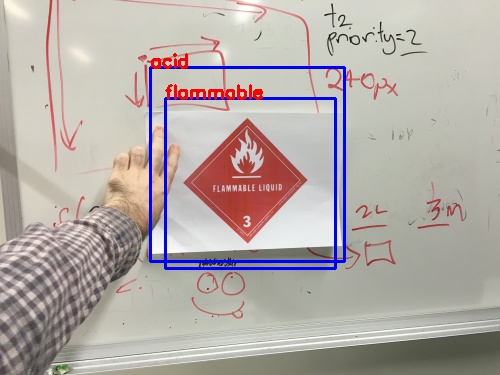 t2
priority=2
acid
240px
flammable
FLAMMABLE LIQUID
3
2L
3m